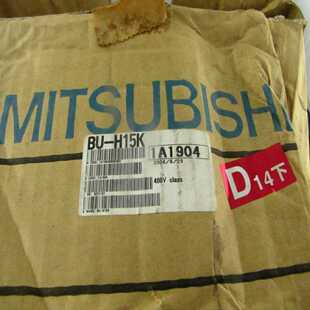 MITSUBISHI
BU-H15K
1A1904
400V class
D14下